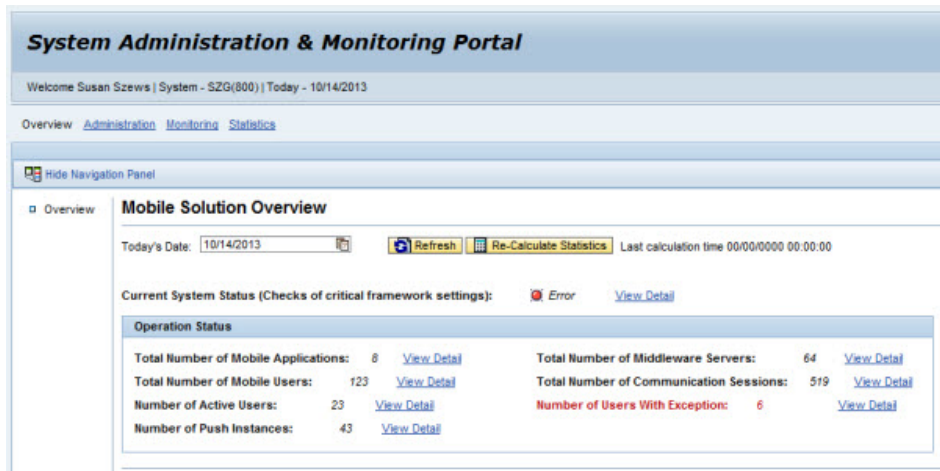 System Administration & Monitoring Portal
Welcome Susan Szews | System - SZG(800) | Today - 10/14/2013
Overview Administration Monitoring Statistics
Hide Navigation Panel
Overview
Mobile Solution Overview
Today's Date: 10/14/2013 Refresh Re-Calculate Statistics Last calculation time 00/00/0000 00:00:00
Current System Status (Checks of critical framework settings): Error View Detail
Operation Status
Total Number of Mobile Applications: 8 View Detail Total Number of Middleware Servers: 64 View Detail
Total Number of Mobile Users: 123 View Detail Total Number of Communication Sessions: 519 View Detail
Number of Active Users: 23 View Detail Number of Users With Exception: 6 View Detail
Number of Push Instances: 43 View Detail